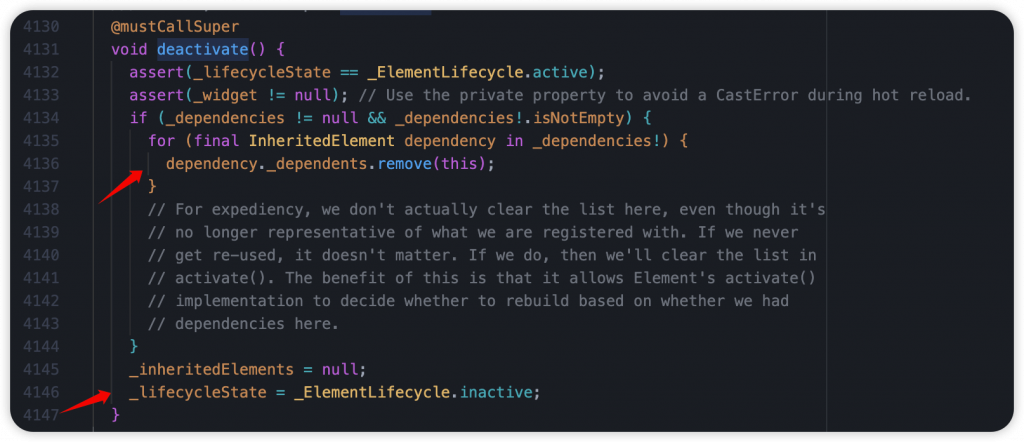 4130 @mustCallSuper
4131 void deactivate() {
4132 assert(_lifecycleState == _ElementLifecycle.active);
4133 assert(_widget != null); // Use the private property to avoid a CastError during hot reload.
4134 if (_dependencies != null && _dependencies!.isNotEmpty) {
4135 for (final InheritedElement dependency in _dependencies!) {
4136 dependency._dependents.remove(this);
4137 }
4138 // For expediency, we don't actually clear the list here, even though it's
4139 // no longer representative of what we are registered with. If we never
4140 // get re-used, it doesn't matter. If we do, then we'll clear the list in
4141 // activate(). The benefit of this is that it allows Element's activate()
4142 // implementation to decide whether to rebuild based on whether we had
4143 // dependencies here.
4144 }
4145 _inheritedElements = null;
4146 _lifecycleState = _ElementLifecycle.inactive;
4147 }